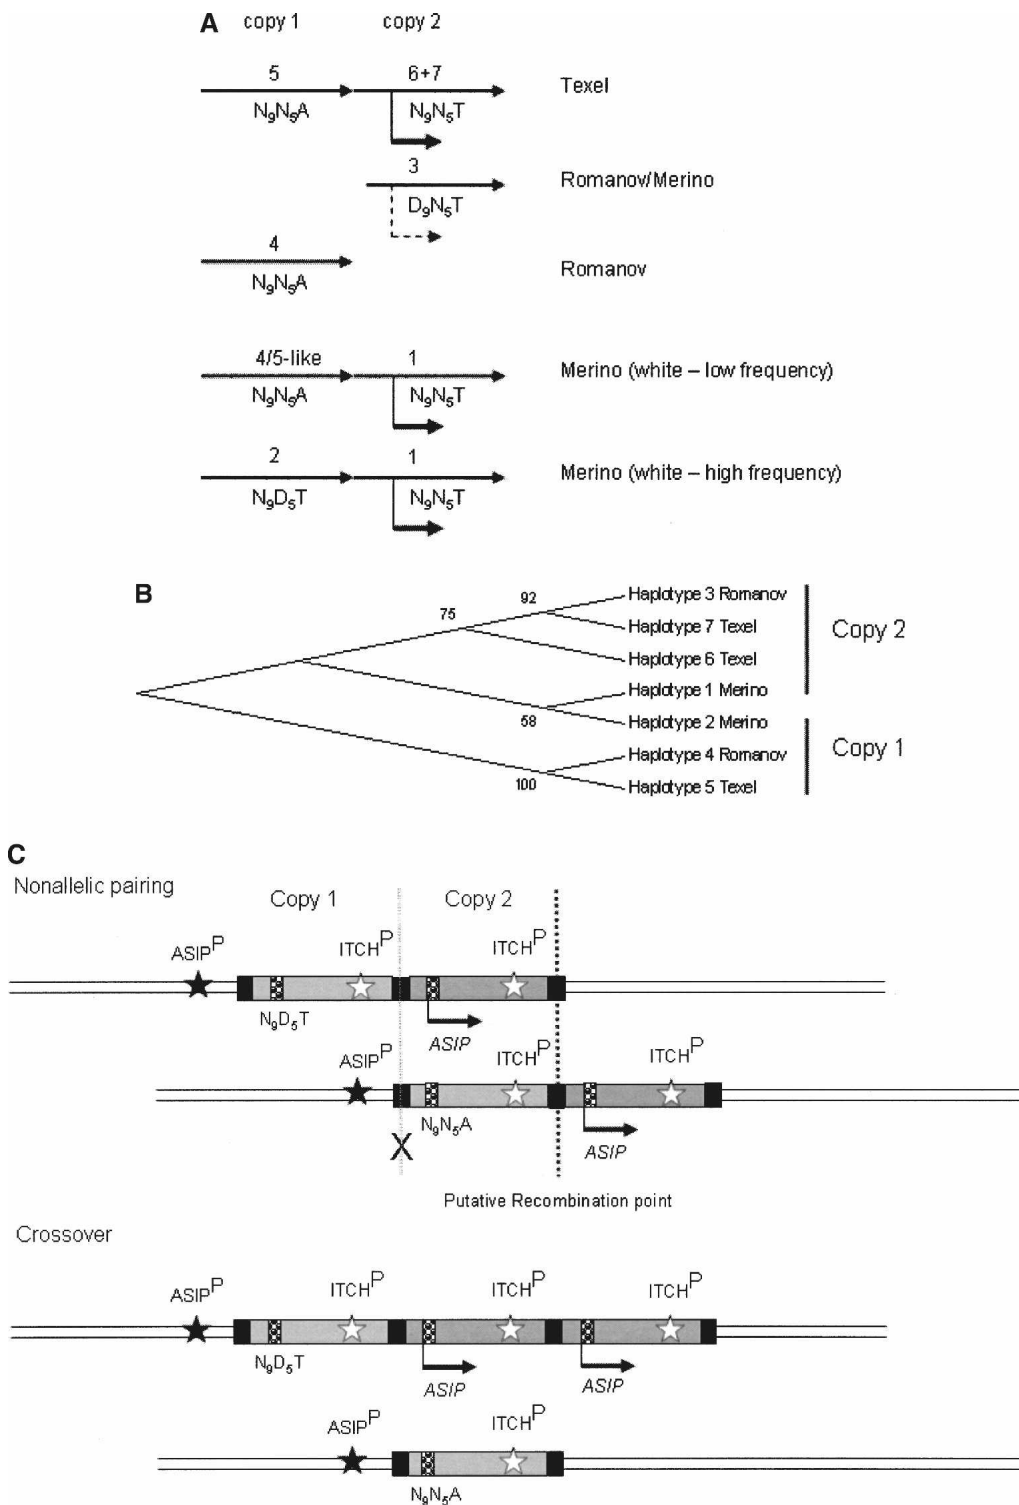 A
copy 1 copy 2
5 6+7
N₉N₅A N₉N₅T
Texel
3
D₉N₅T
Romanov/Merino
4
N₉N₅A
Romanov
4/5-like 1
N₉N₅A N₉N₅T
Merino (white – low frequency)
2 1
N₉D₅T N₉N₅T
Merino (white – high frequency)
B
92
75
58
100
Haplotype 3 Romanov
Haplotype 7 Texel
Haplotype 6 Texel
Haplotype 1 Merino
Haplotype 2 Merino
Haplotype 4 Romanov
Haplotype 5 Texel
Copy 2
Copy 1
C
Nonallelic pairing
Copy 1 Copy 2
ASIPᴾ ITCHᴾ ITCHᴾ
N₉D₅T ASIP
ASIPᴾ ITCHᴾ ITCHᴾ
N₉N₅A ASIP
X
Putative Recombination point
Crossover
ASIPᴾ ITCHᴾ ITCHᴾ ITCHᴾ
N₉D₅T ASIP ASIP
ASIPᴾ ITCHᴾ
N₉N₅A